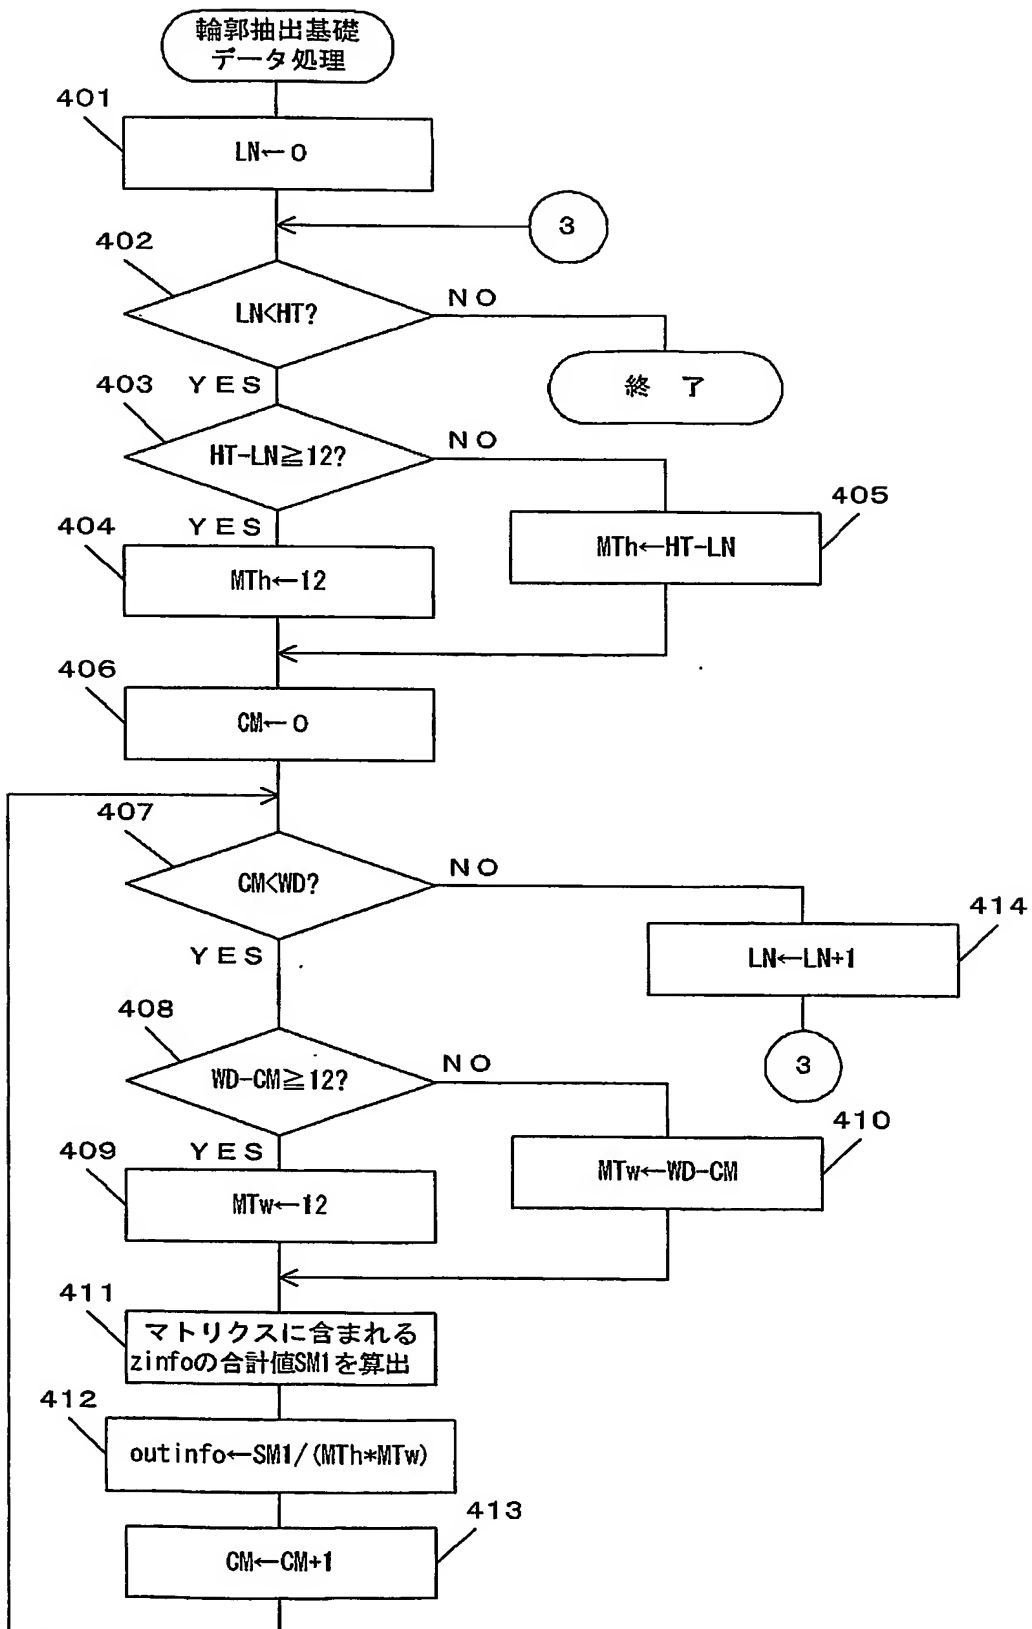 輪郭抽出基礎
データ処理
401
LN←0
3
402
LN<HT?
NO
403
YES
終 了
HT-LN≧12?
NO
405
404
YES
MTh←HT-LN
MTh←12
406
CM←0
407
CM<WD?
NO
414
YES
LN←LN+1
408
3
WD-CM≧12?
NO
410
409
YES
MTw←WD-CM
MTw←12
411
マトリクスに含まれる
zinfoの合計値SM1を算出
412
outinfo←SM1/(MTh*MTw)
413
CM←CM+1